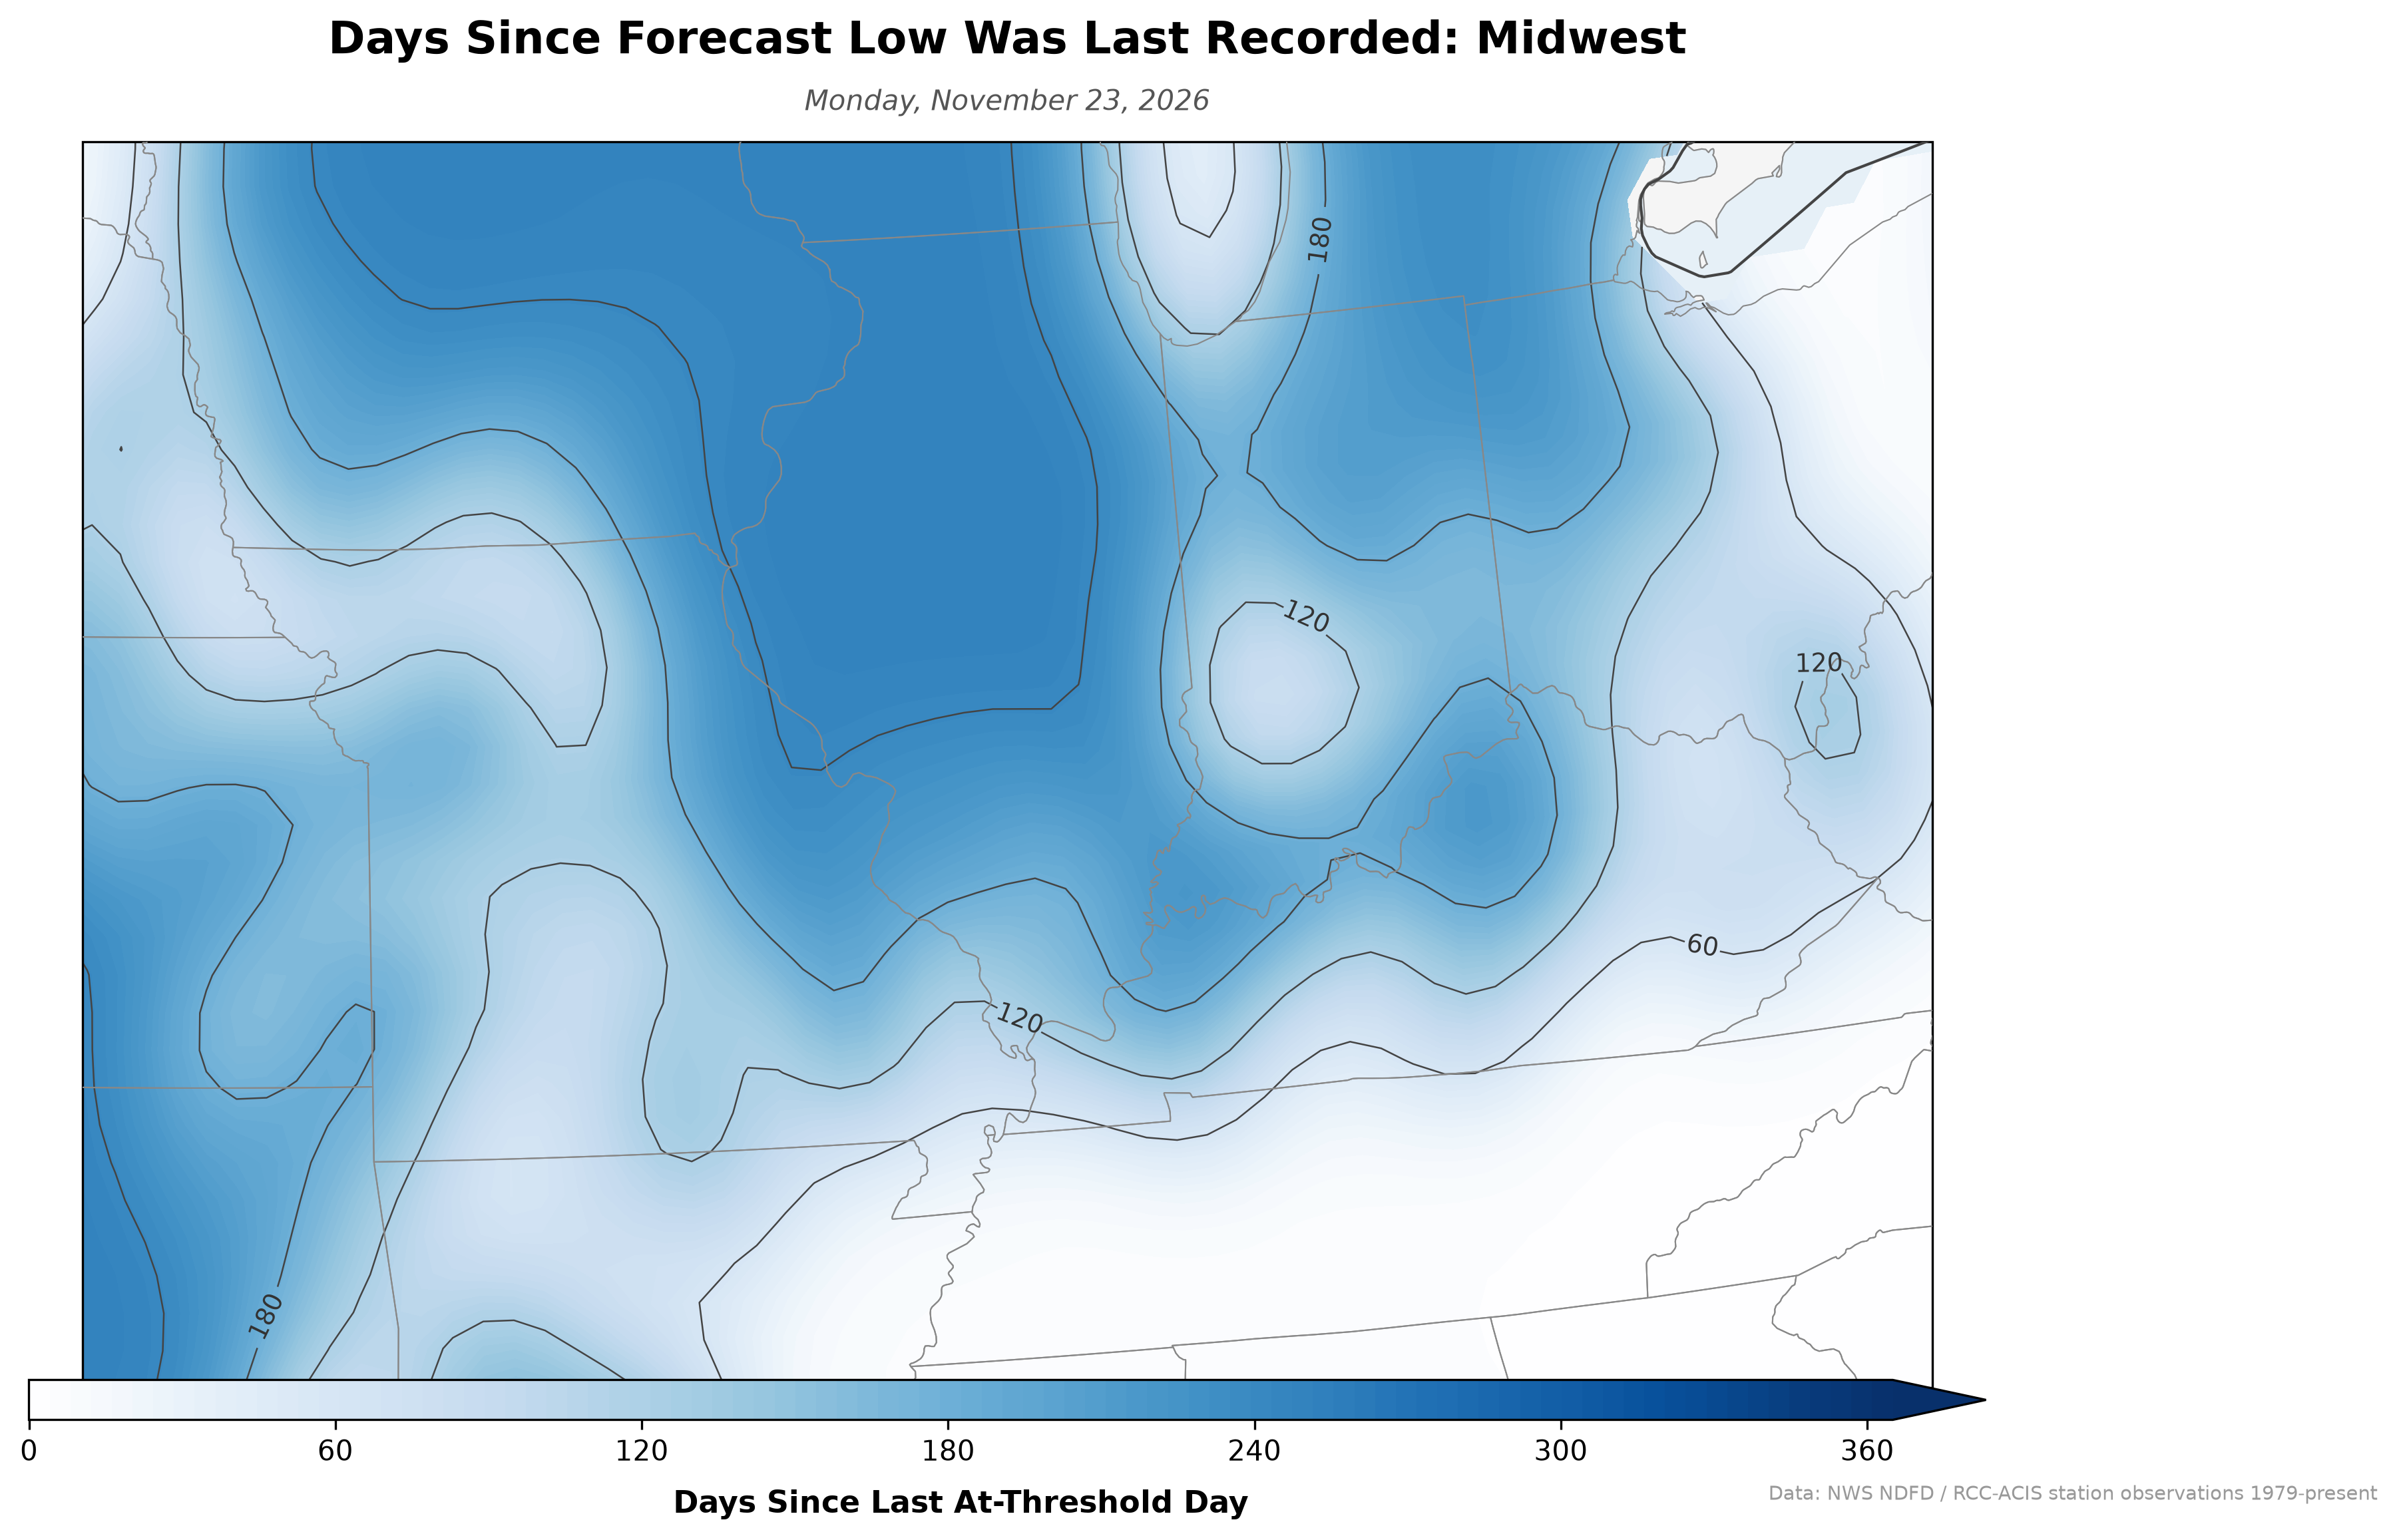 Days Since Forecast Low Was Last Recorded: Midwest
Monday, November 23, 2026
180
120
120
60
120
180
0 60 120 180 240 300 360
Days Since Last At-Threshold Day
Data: NWS NDFD / RCC-ACIS station observations 1979-present